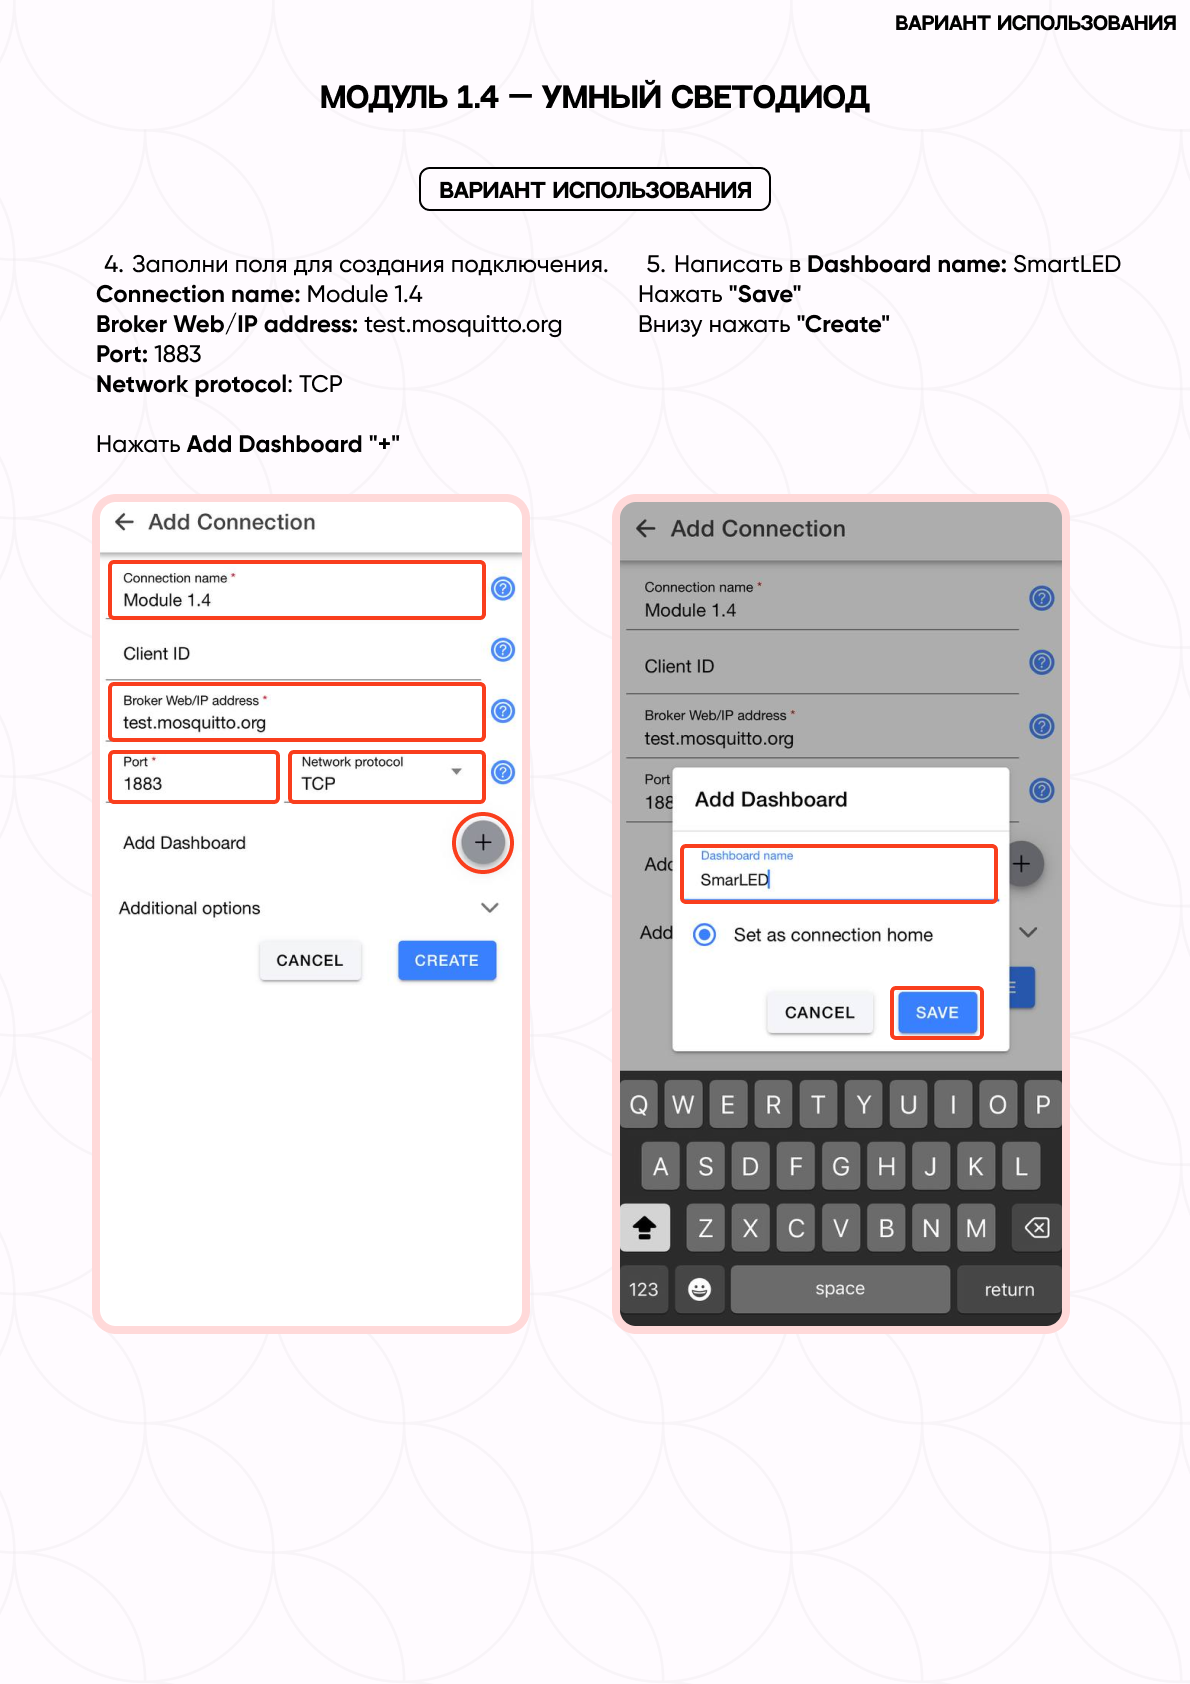 ВАРИАНТ ИСПОЛЬЗОВАНИЯ
МОДУЛЬ 1.4 — УМНЫЙ СВЕТОДИОД
ВАРИАНТ ИСПОЛЬЗОВАНИЯ
4. Заполни поля для создания подключения.
Connection name: Module 1.4
Broker Web/IP address: test.mosquitto.org
Port: 1883
Network protocol: TCP
Нажать Add Dashboard "+"
5. Написать в Dashboard name: SmartLED
Нажать "Save"
Внизу нажать "Create"
Add Connection
Connection name *
Module 1.4
Client ID
Broker Web/IP address *
test.mosquitto.org
Port * Network protocol
1883 TCP
Add Dashboard +
Additional options
CANCEL CREATE
Add Connection
Connection name *
Module 1.4
Client ID
Broker Web/IP address *
test.mosquitto.org
Port
188
Add Dashboard
Dashboard name
SmarLED
Add +
Set as connection home
Add
CANCEL SAVE E
Q W E R T Y U I O P
A S D F G H J K L
Z X C V B N M
123 space return